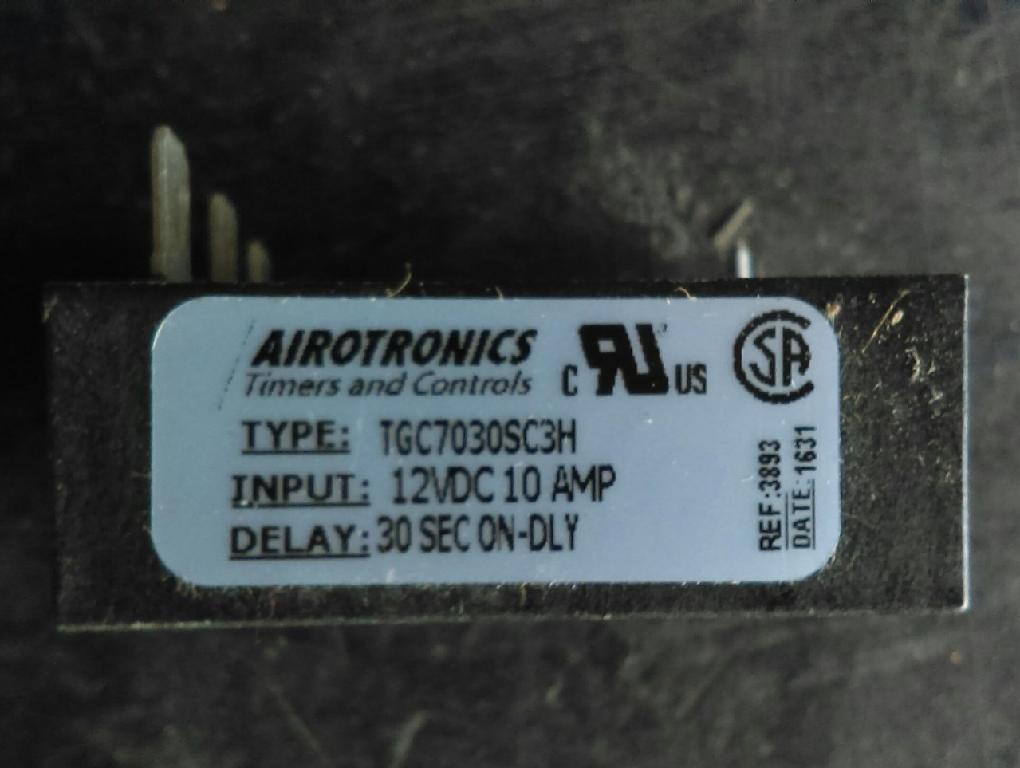 AIROTRONICS
Timers and Controls
C RU US
SA
TYPE: TGC7030SC3H
INPUT: 12VDC 10 AMP
DELAY: 30 SEC ON-DLY
REF:3893
DATE:1631